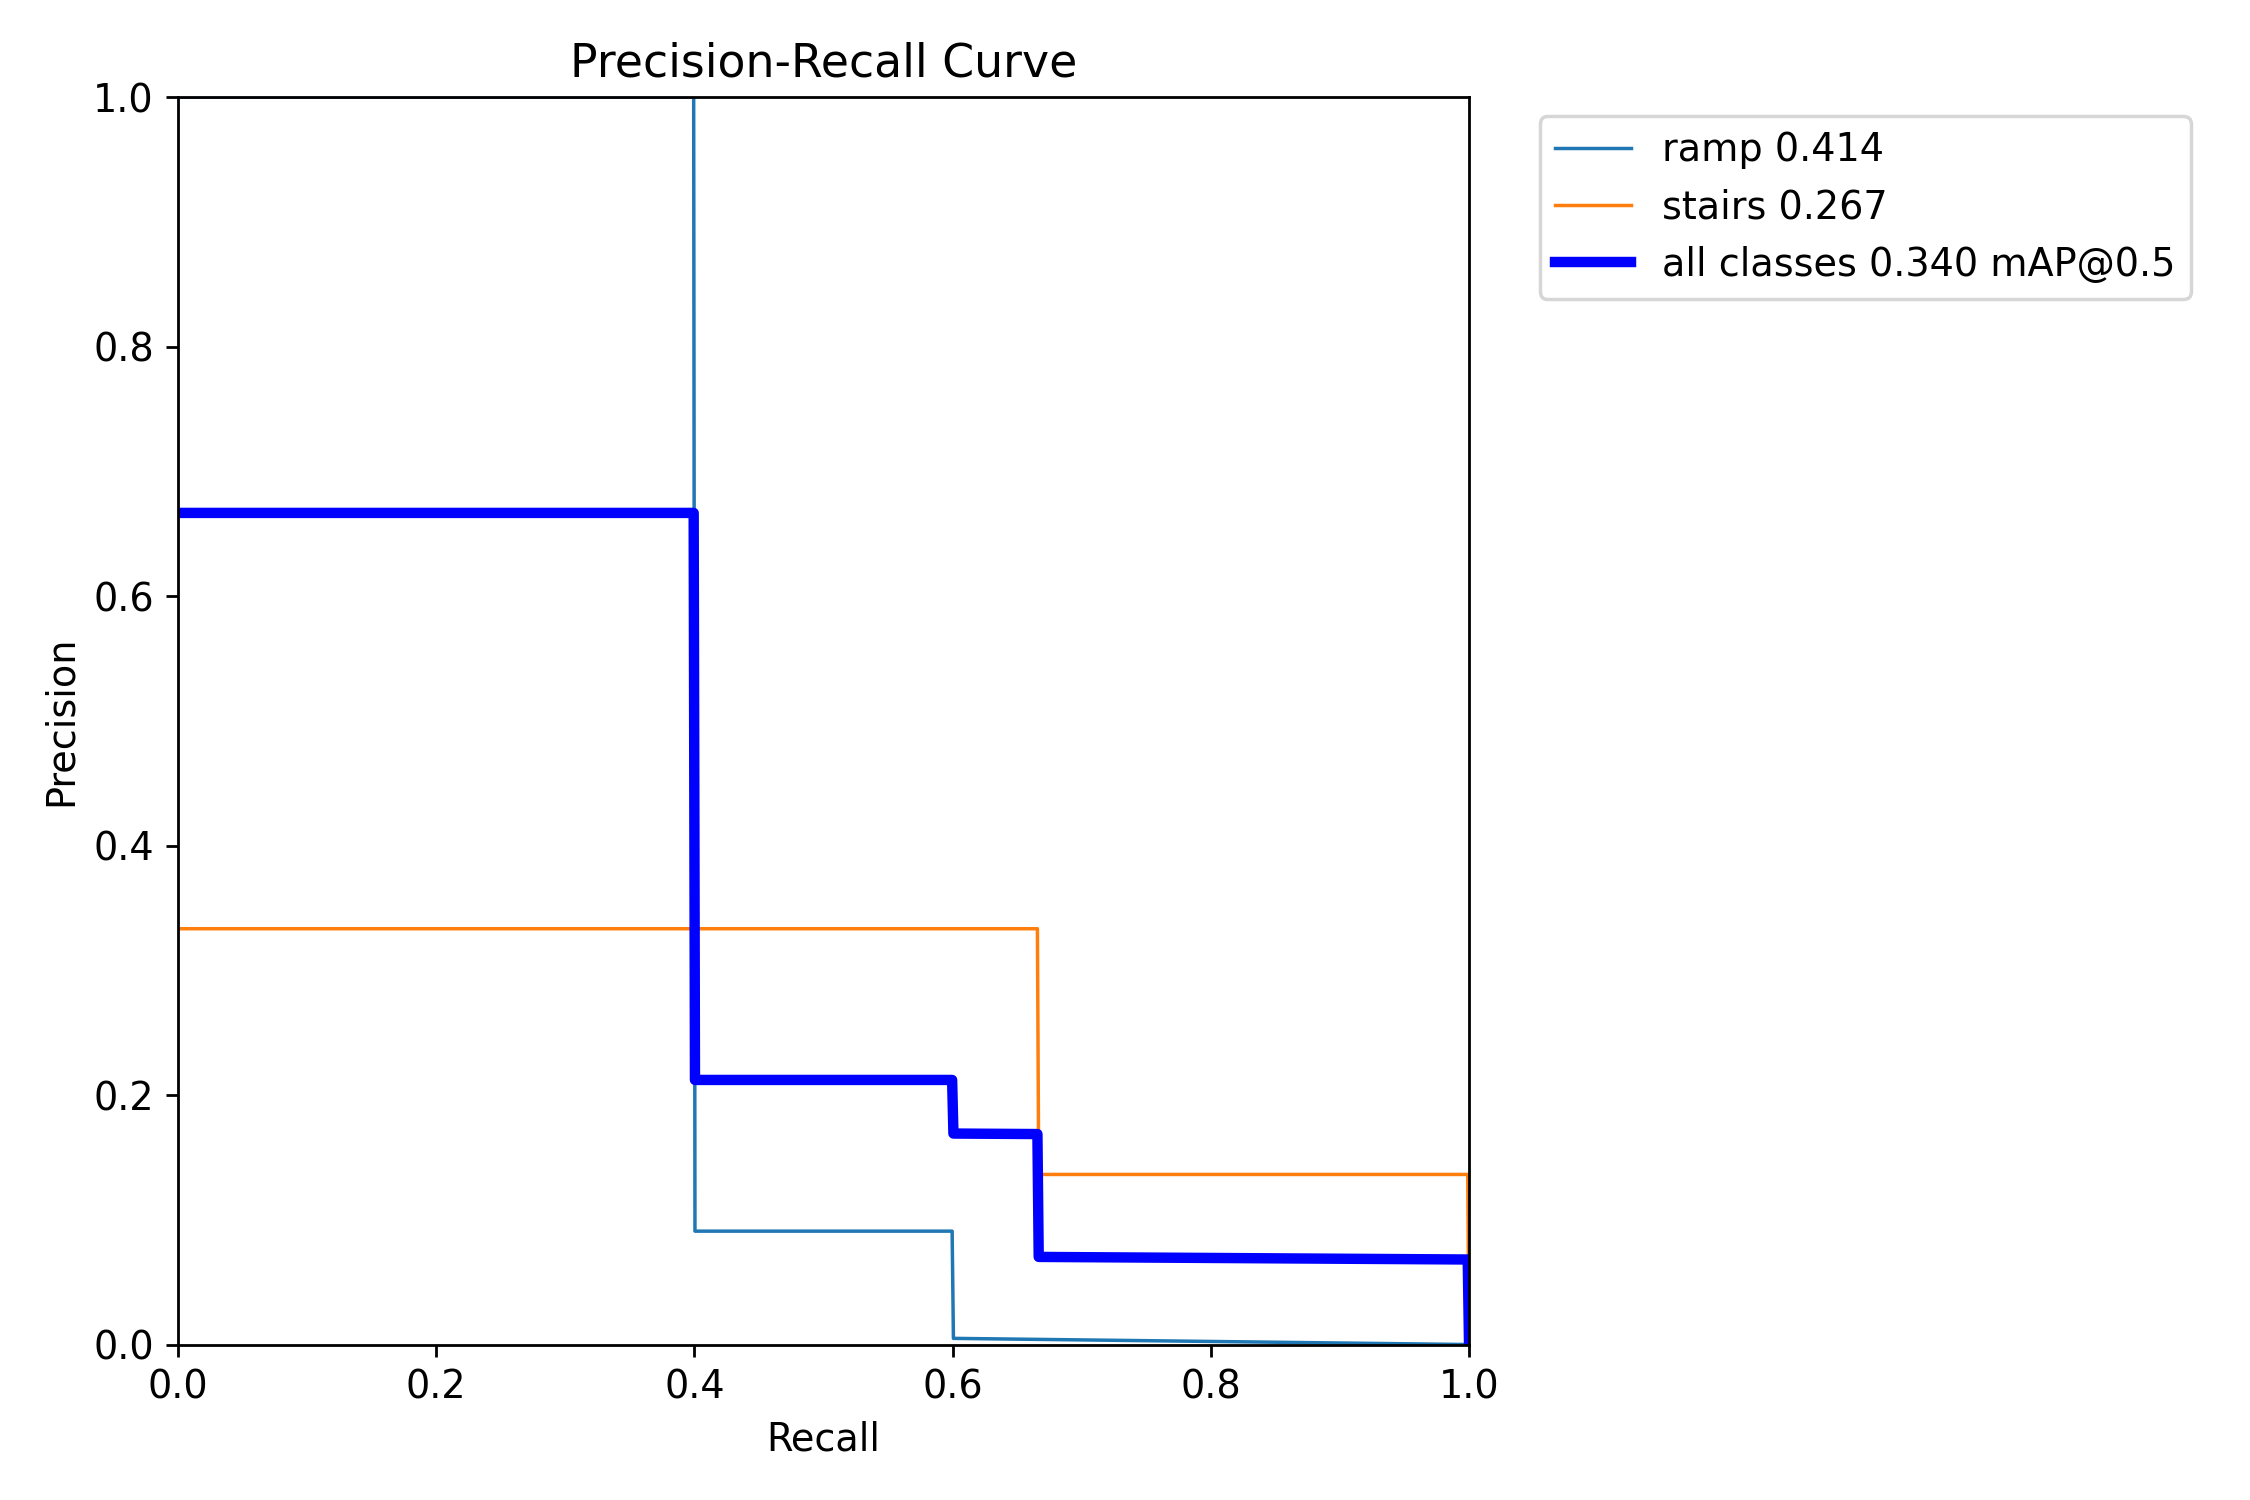 Precision-Recall Curve
1.0
0.8
0.6
0.4
0.2
0.0
Precision
0.0 0.2 0.4 0.6 0.8 1.0
Recall
ramp 0.414
stairs 0.267
all classes 0.340 mAP@0.5